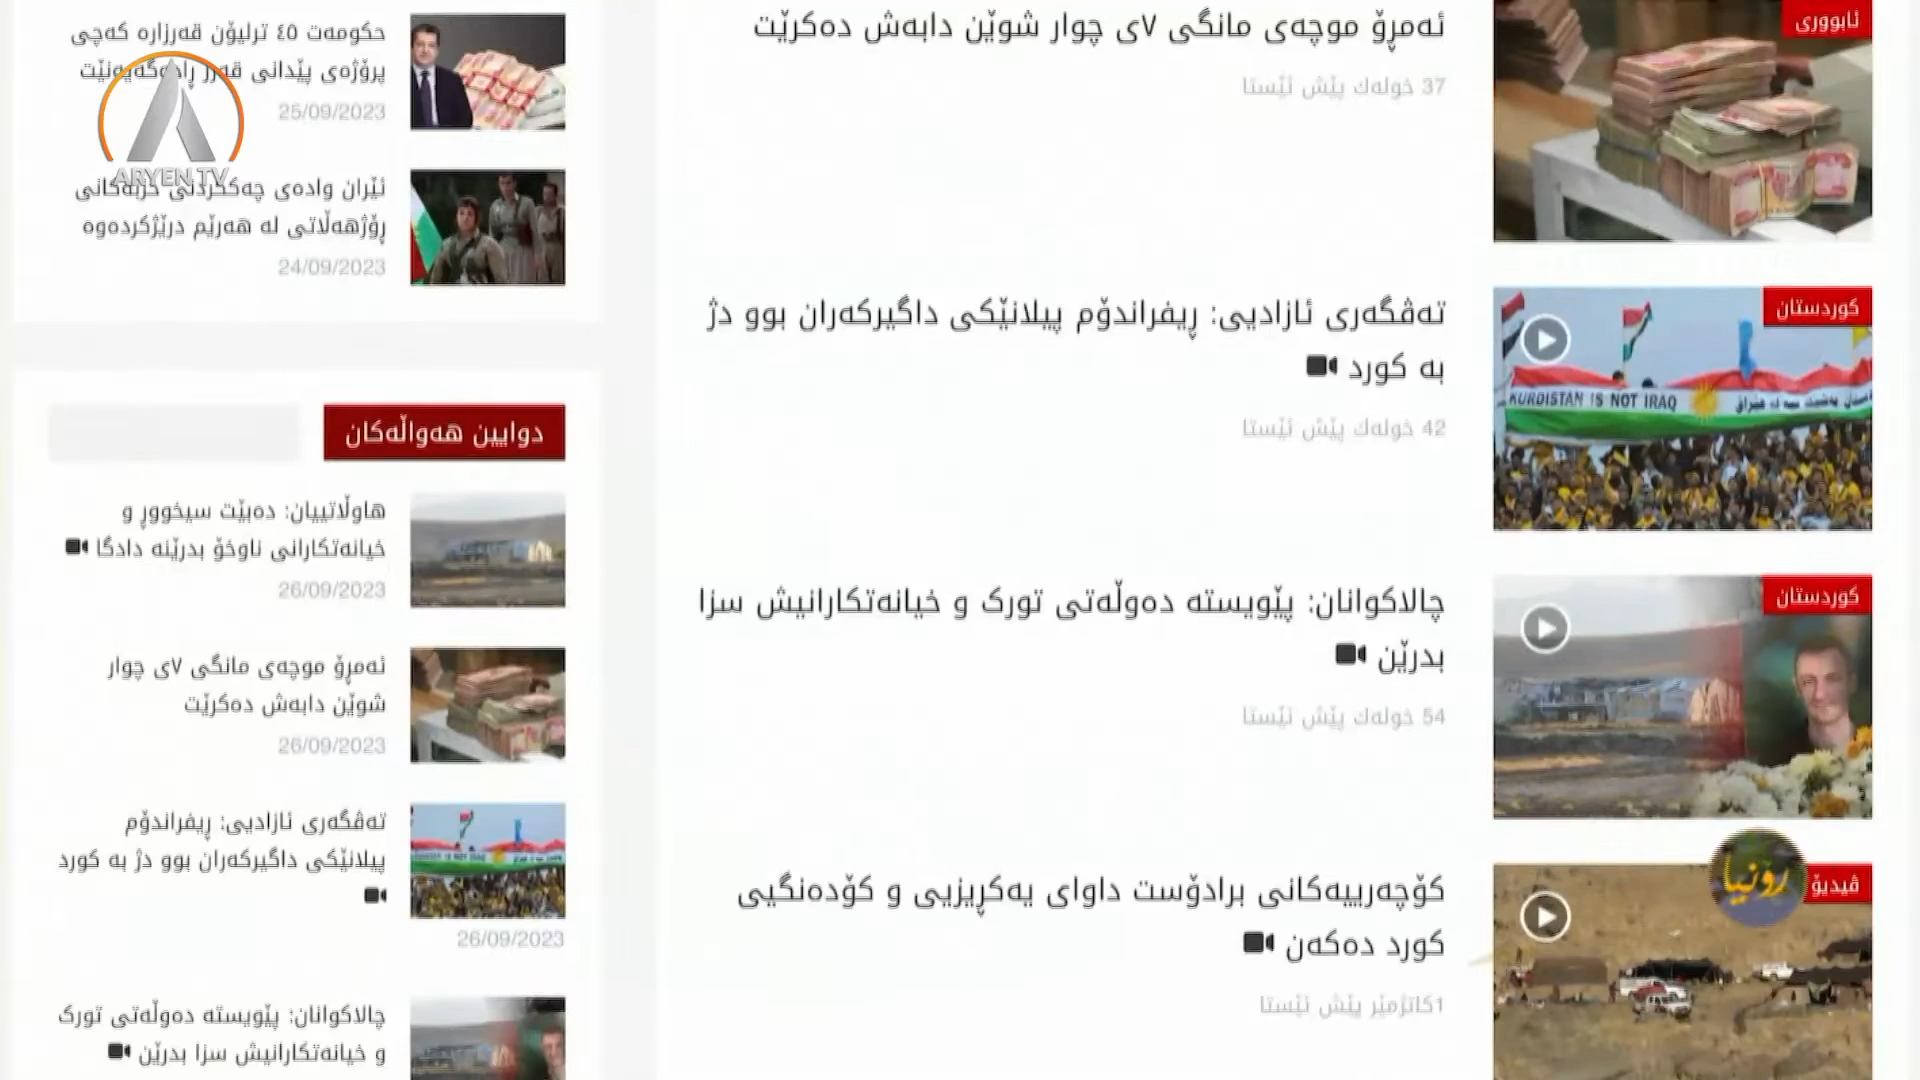 ئابووری
ئەمڕۆ موچەی مانگی ٧ی چوار شوێن دابەش دەکرێت
37 خولەك پێش ئێستا
کوردستان
KURDISTAN IS NOT IRAQ
تەڤگەری ئازادیی: ڕیفراندۆم پیلانێکی داگیرکەران بوو دژ
بە کورد
42 خولەك پێش ئێستا
کوردستان
چالاکوانان: پێویستە دەوڵەتی تورک و خیانەتکارانیش سزا
بدرێن
54 خولەك پێش ئێستا
ڤیدیۆ
رۆنیا
کۆچەرییەکانی برادۆست داوای یەکڕیزیی و کۆدەنگیی
کورد دەکەن
1کاتژمێر پێش ئێستا
حکومەت ٤٥ ترلیۆن قەرزارە کەچی
پرۆژەی پێدانی قەرز ڕادەگەیەنێت
25/09/2023
ARYEN TV
ئێران وادەی چەککردنی حزبەکانی
ڕۆژهەڵاتی لە هەرێم درێژکردەوە
24/09/2023
دوایین هەواڵەکان
هاوڵاتییان: دەبێت سیخووڕ و
خیانەتکارانی ناوخۆ بدرێنە دادگا
26/09/2023
ئەمڕۆ موچەی مانگی ٧ی چوار
شوێن دابەش دەکرێت
26/09/2023
تەڤگەری ئازادیی: ڕیفراندۆم
پیلانێکی داگیرکەران بوو دژ بە کورد
26/09/2023
چالاکوانان: پێویستە دەوڵەتی تورک
و خیانەتکارانیش سزا بدرێن